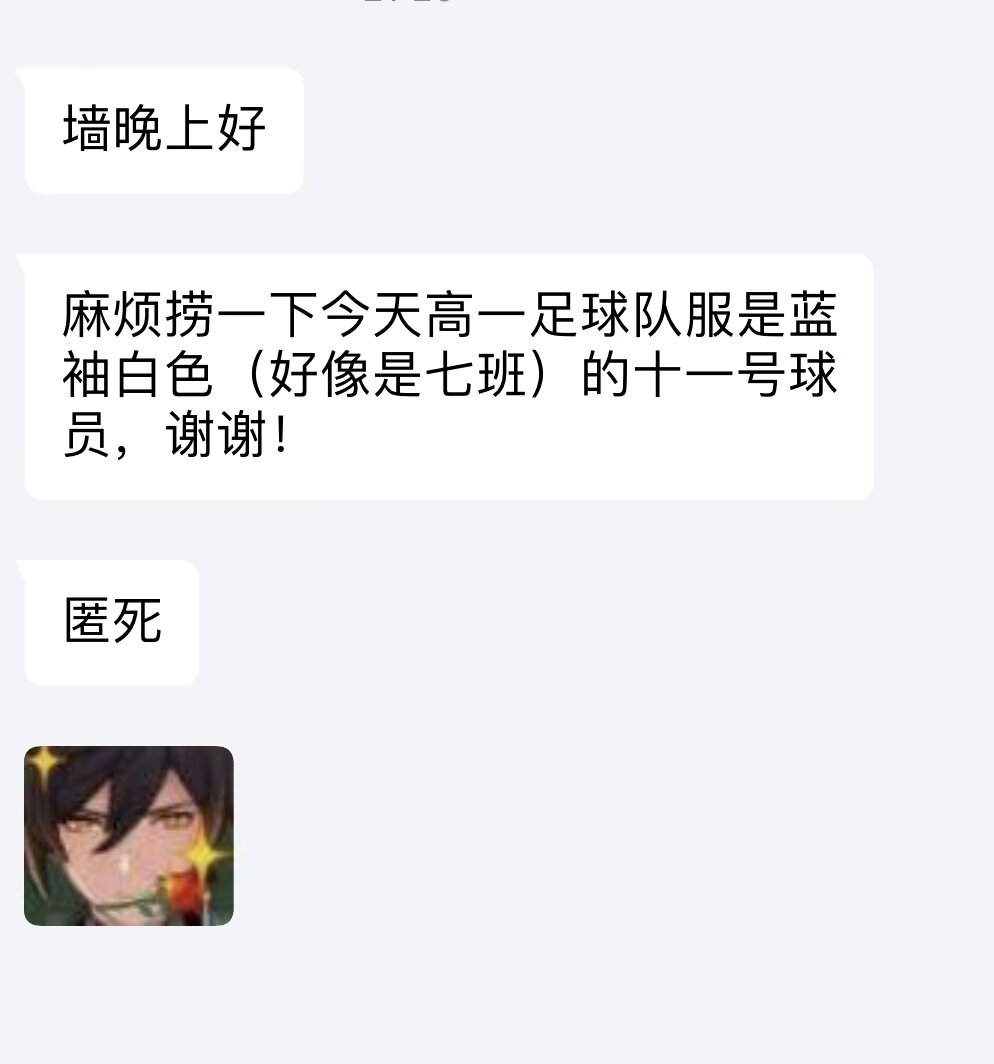 墙晚上好
麻烦捞一下今天高一足球队服是蓝
袖白色（好像是七班）的十一号球
员，谢谢！
匿死